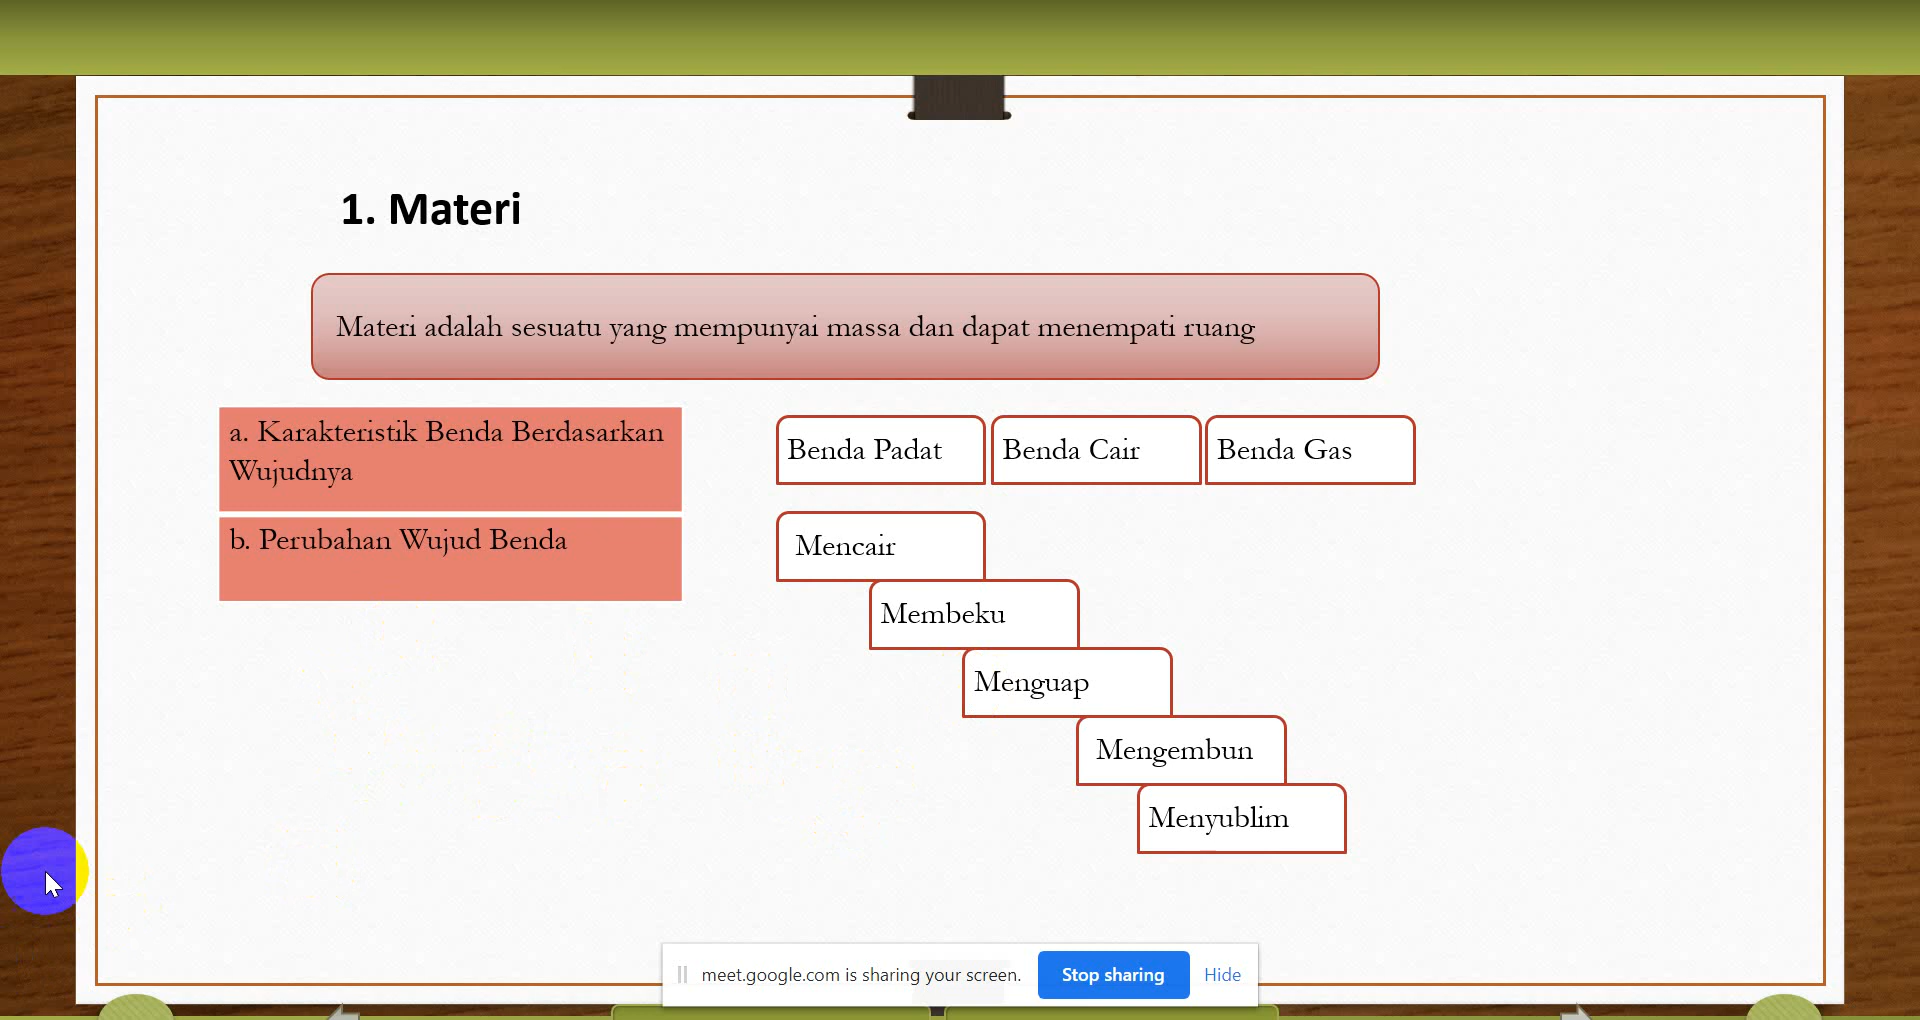 1. Materi
Materi adalah sesuatu yang mempunyai massa dan dapat menempati ruang
a. Karakteristik Benda Berdasarkan
Wujudnya
Benda Padat
Benda Cair
Benda Gas
b. Perubahan Wujud Benda
Mencair
Membeku
Menguap
Mengembun
Menyublim
meet.google.com is sharing your screen.
Stop sharing
Hide